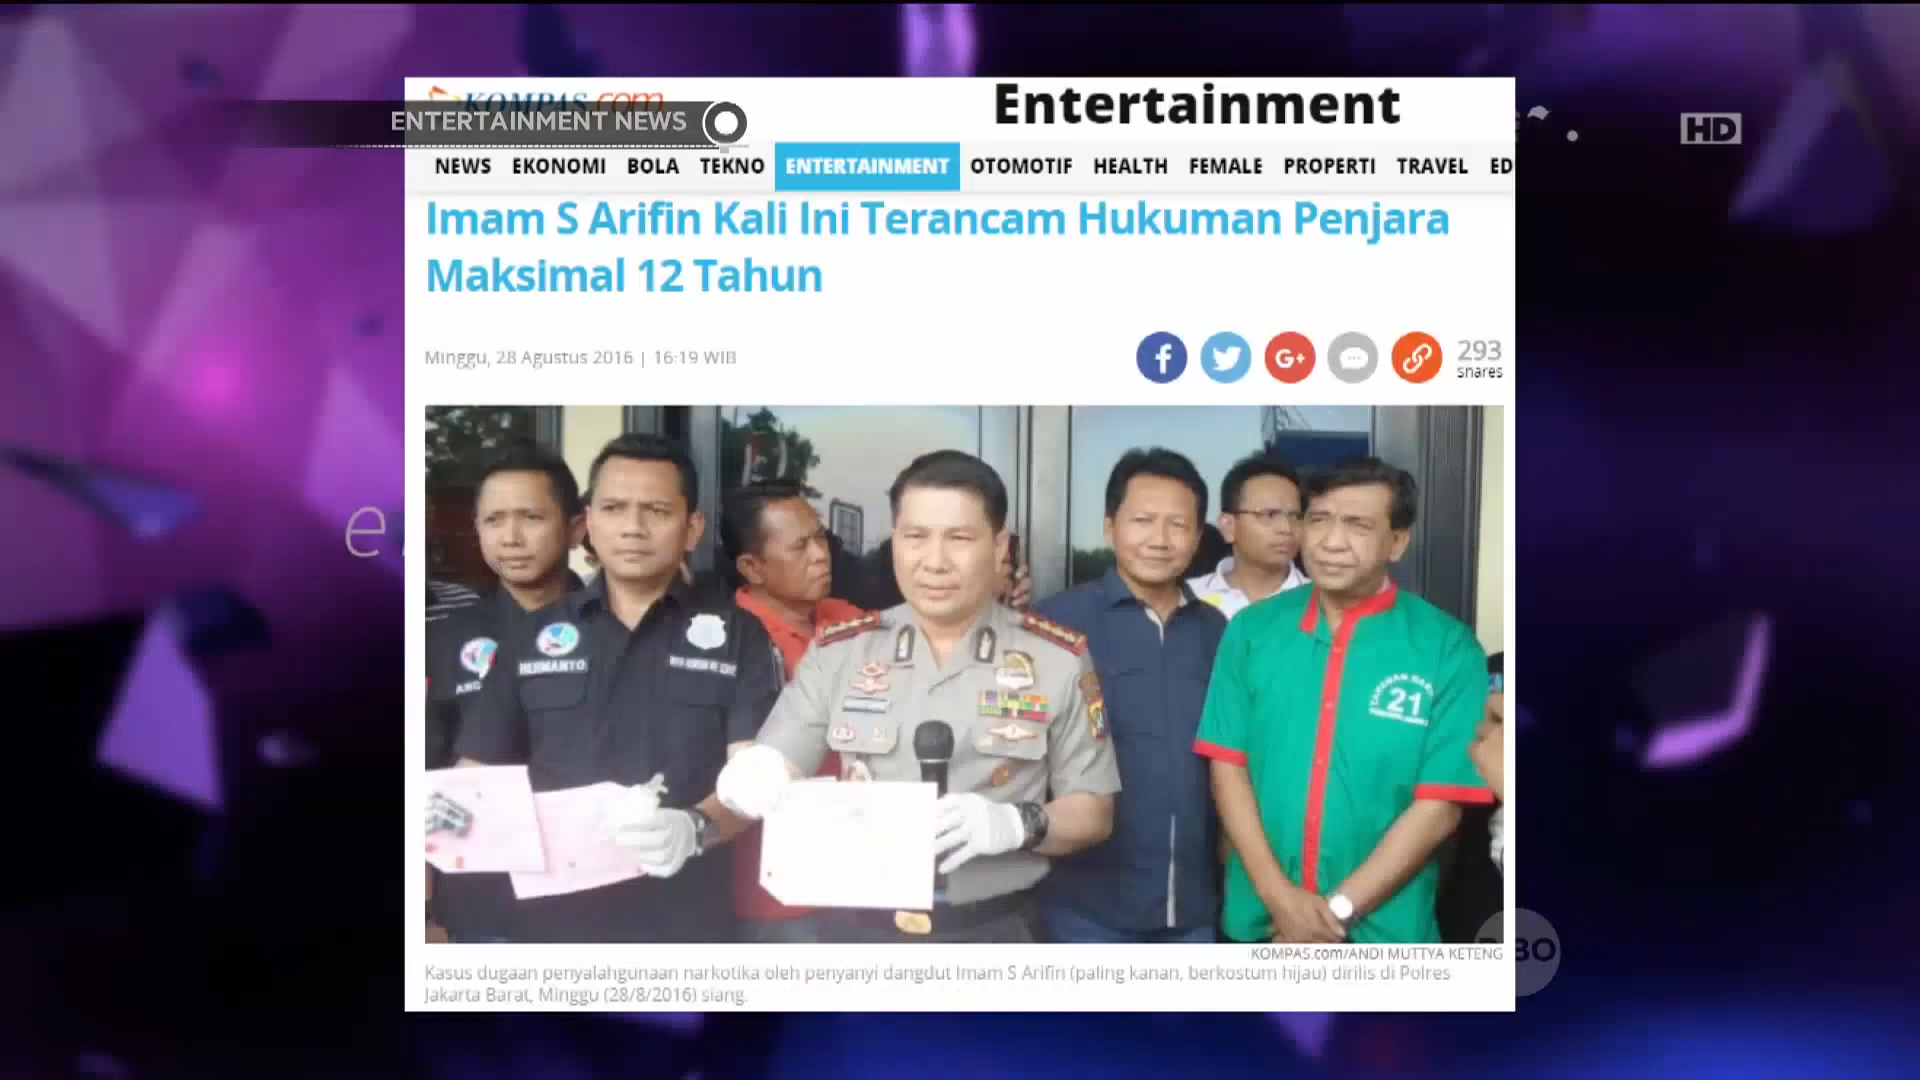 KOMPAS.com
Entertainment
ENTERTAINMENT NEWS
HD
NEWS EKONOMI BOLA TEKNO ENTERTAINMENT OTOMOTIF HEALTH FEMALE PROPERTI TRAVEL ED
Imam S Arifin Kali Ini Terancam Hukuman Penjara
Maksimal 12 Tahun
Minggu, 28 Agustus 2016 | 16:19 WIB
G+
293
shares
e
HERMANTO
21
KOMPAS.com/ANDI MUTTYA KETENG
Kasus dugaan penyalahgunaan narkotika oleh penyanyi dangdut Imam S Arifin (paling kanan, berkostum hijau) dirilis di Polres
Jakarta Barat, Minggu (28/8/2016) siang.